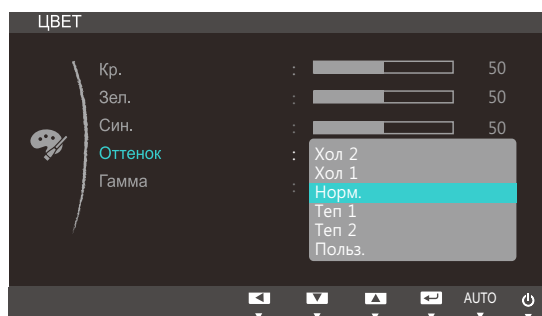 ЦВЕТ
Кр. : 50
Зел. : 50
Син. : 50
Оттенок : Хол 2
Хол 1
Норм.
Гамма : Теп 1
Теп 2
Польз.
AUTO